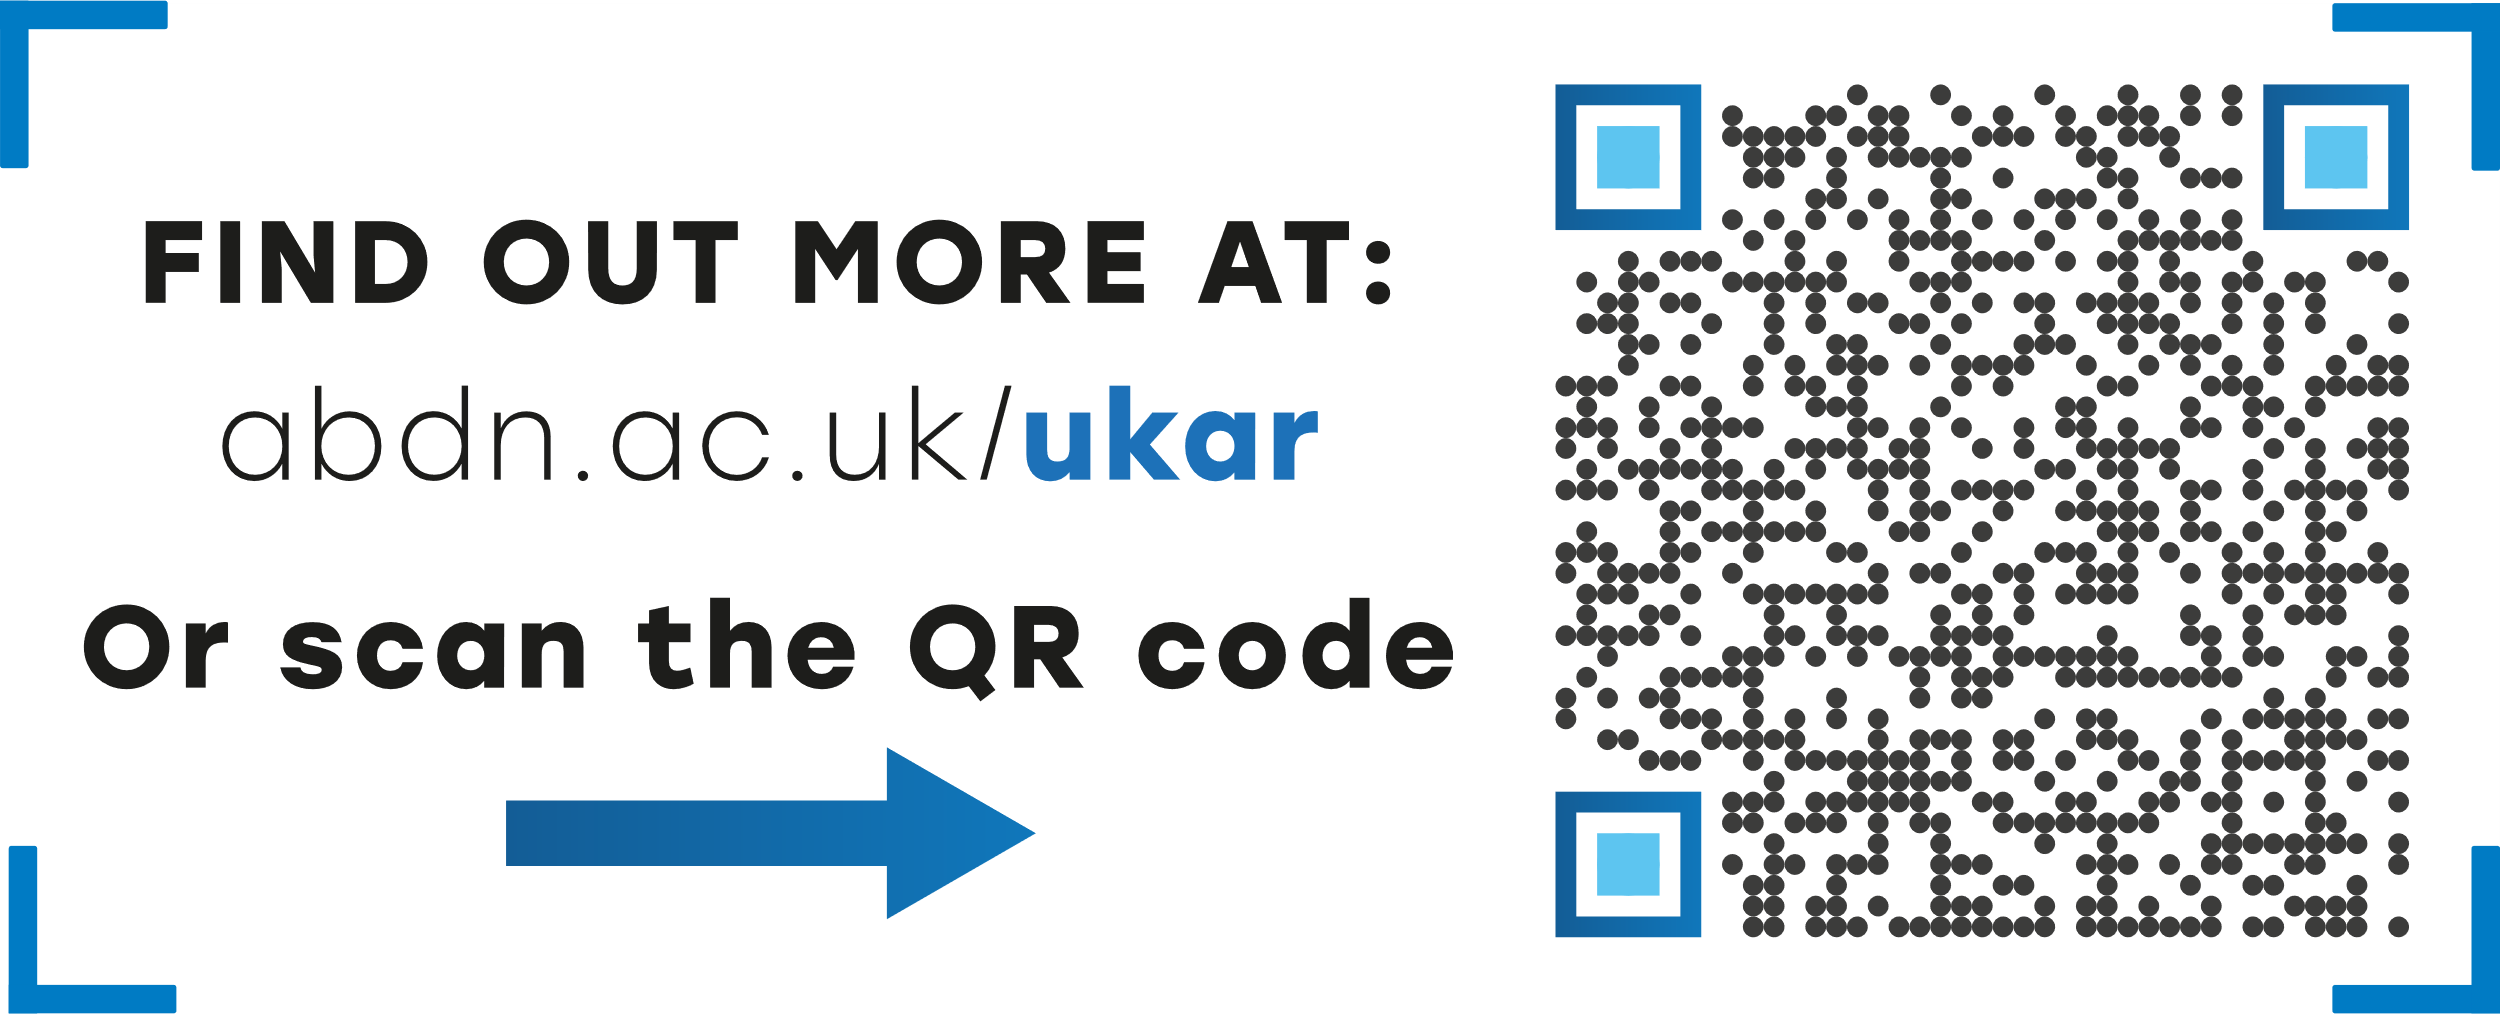 FIND OUT MORE AT:
abdn.ac.uk/ukar
Or scan the QR code